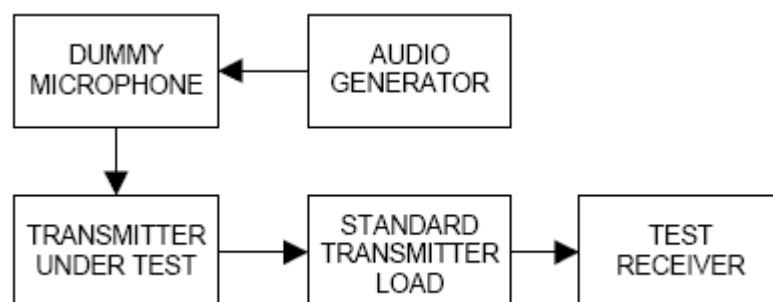 DUMMY
MICROPHONE
AUDIO
GENERATOR
TRANSMITTER
UNDER TEST
STANDARD
TRANSMITTER
LOAD
TEST
RECEIVER